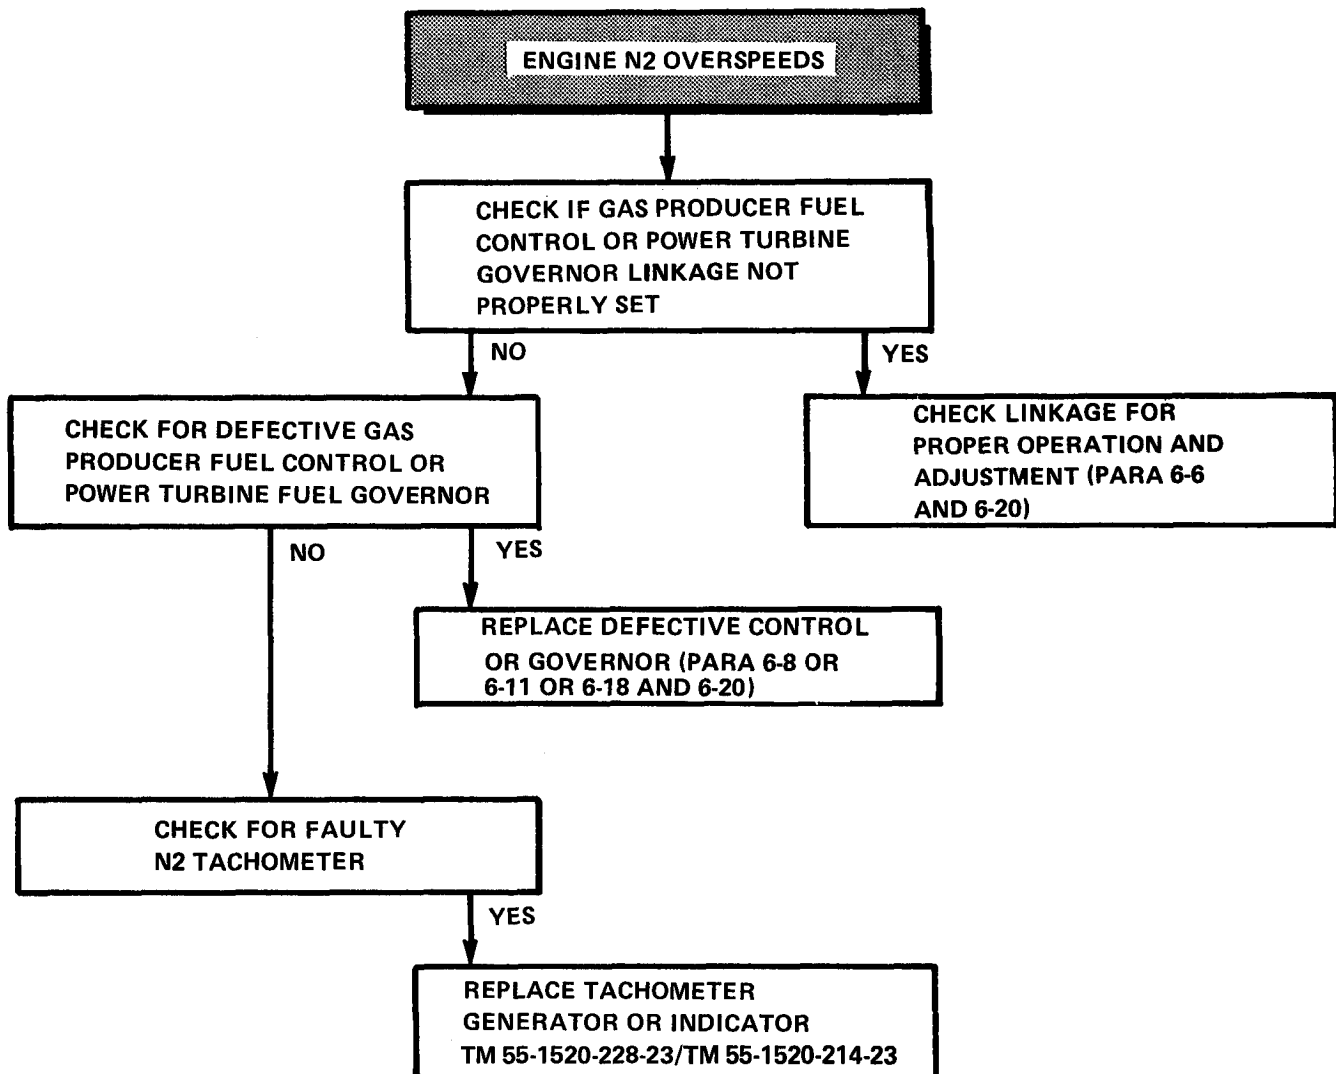 ENGINE N2 OVERSPEEDS
CHECK IF GAS PRODUCER FUEL
CONTROL OR POWER TURBINE
GOVERNOR LINKAGE NOT
PROPERLY SET
NO
YES
CHECK FOR DEFECTIVE GAS
PRODUCER FUEL CONTROL OR
POWER TURBINE FUEL GOVERNOR
CHECK LINKAGE FOR
PROPER OPERATION AND
ADJUSTMENT (PARA 6-6
AND 6-20)
NO
YES
REPLACE DEFECTIVE CONTROL
OR GOVERNOR (PARA 6-8 OR
6-11 OR 6-18 AND 6-20)
CHECK FOR FAULTY
N2 TACHOMETER
YES
REPLACE TACHOMETER
GENERATOR OR INDICATOR
TM 55-1520-228-23/TM 55-1520-214-23